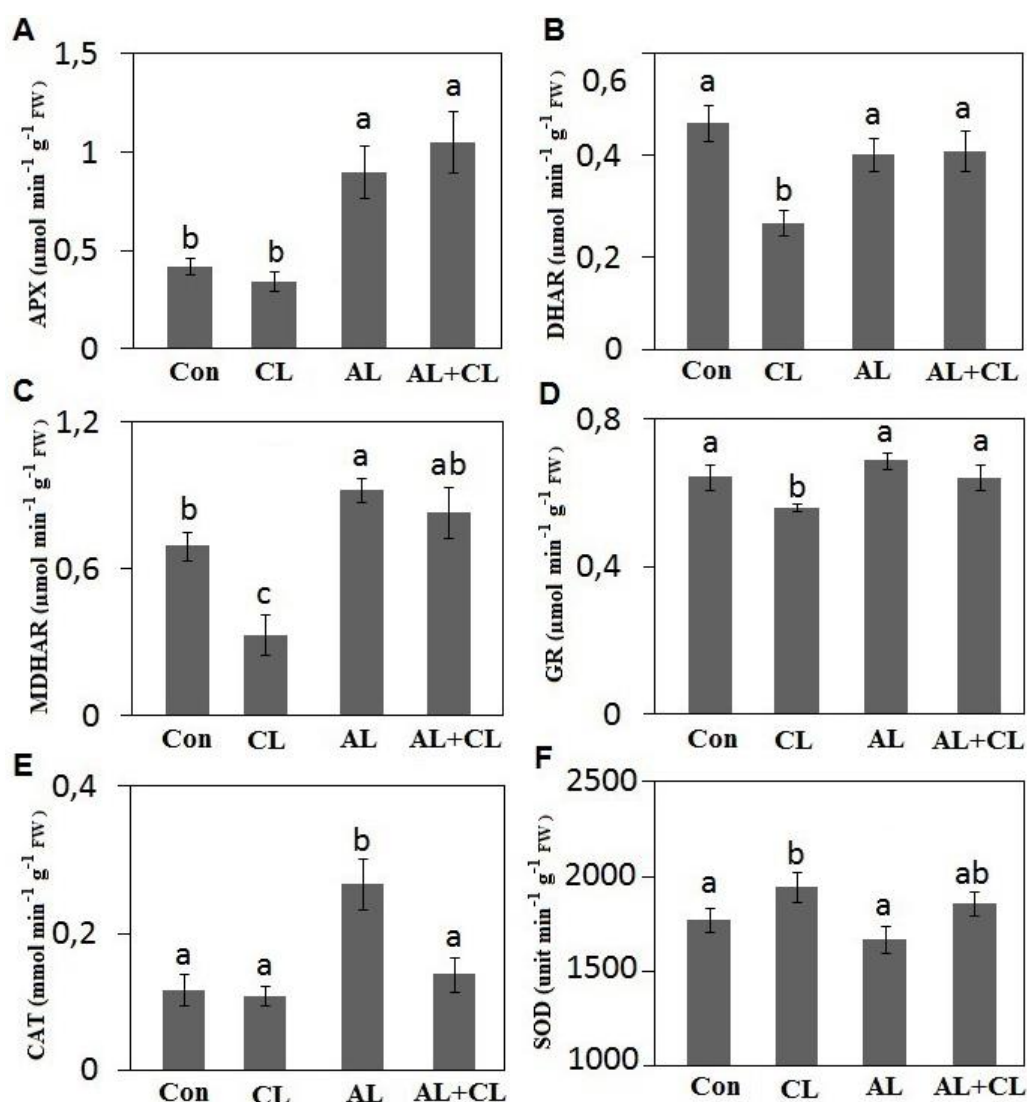 A
APX (µmol min⁻¹ g⁻¹ FW)
1,5
1
0,5
0
b
b
a
a
Con CL AL AL+CL
B
DHAR (µmol min⁻¹ g⁻¹ FW)
0,6
0,4
0,2
0
a
b
a
a
Con CL AL AL+CL
C
MDHAR (µmol min⁻¹ g⁻¹ FW)
1,2
0,6
0
b
c
a
ab
Con CL AL AL+CL
D
GR (µmol min⁻¹ g⁻¹ FW)
0,8
0,4
0
a
b
a
a
Con CL AL AL+CL
E
CAT (mmol min⁻¹ g⁻¹ FW)
0,4
0,2
0
a
a
b
a
Con CL AL AL+CL
F
SOD (unit min⁻¹ g⁻¹ FW)
2500
2000
1500
1000
a
b
a
ab
Con CL AL AL+CL